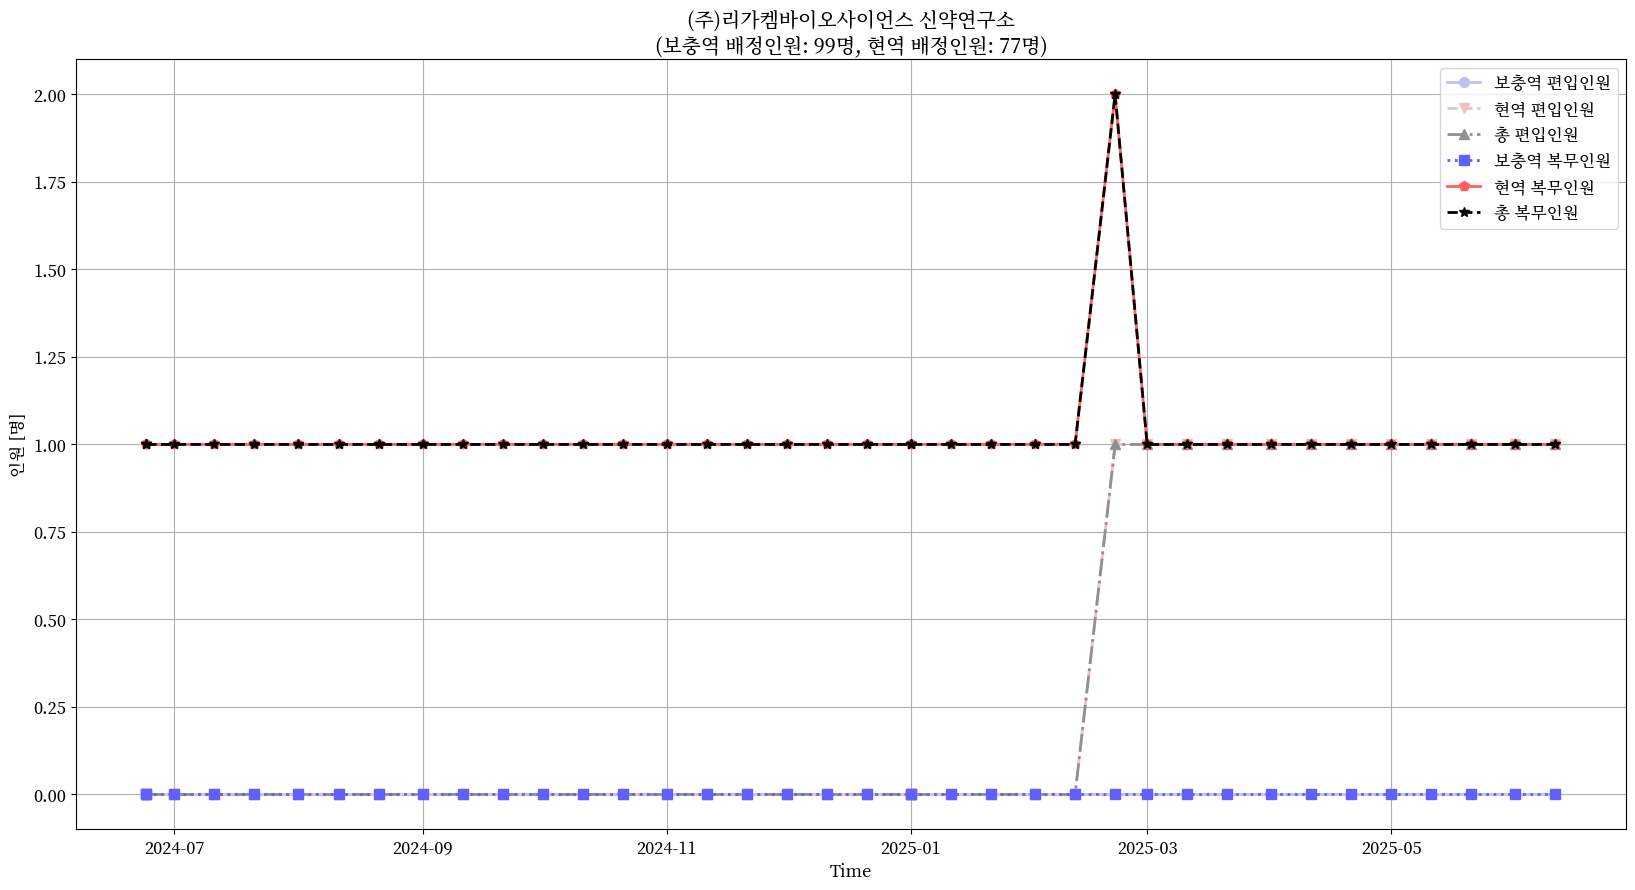 (주)리가켐바이오사이언스 신약연구소
(보충역 배정인원: 99명, 현역 배정인원: 77명)
보충역 편입인원
현역 편입인원
총 편입인원
보충역 복무인원
현역 복무인원
총 복무인원
인원 [명]
2.00
1.75
1.50
1.25
1.00
0.75
0.50
0.25
0.00
2024-07 2024-09 2024-11 2025-01 2025-03 2025-05
Time